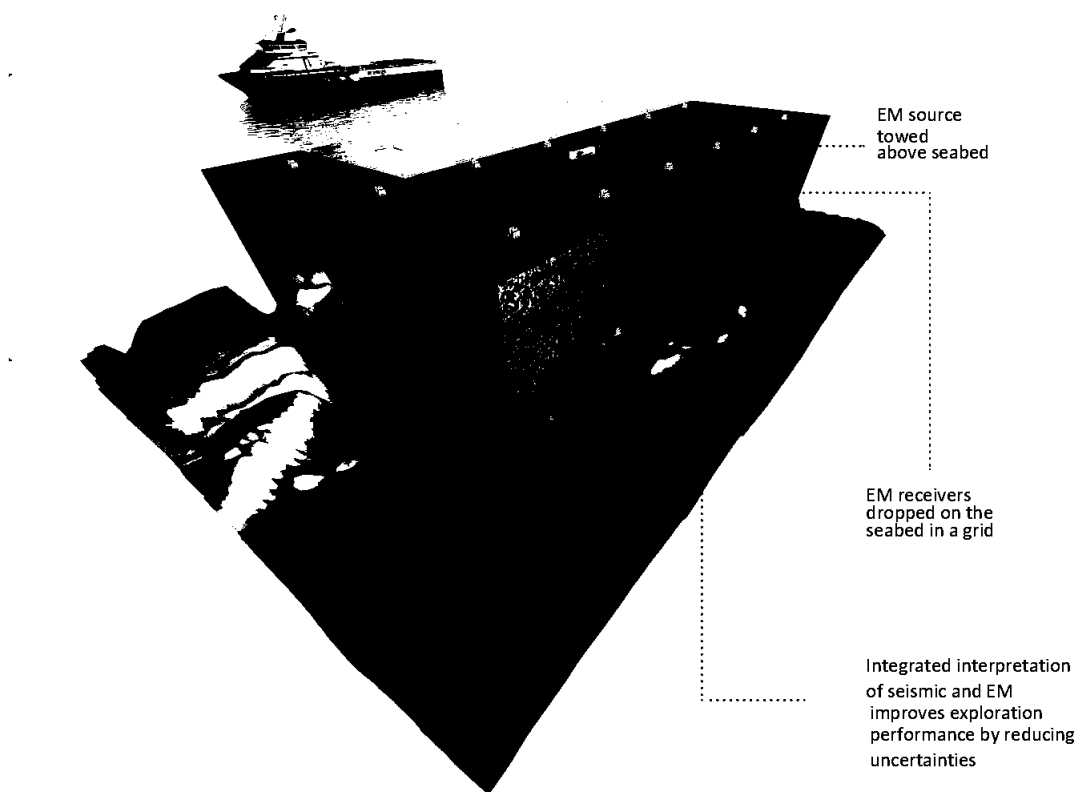 EM source
towed
above seabed
EM receivers
dropped on the
seabed in a grid
Integrated interpretation
of seismic and EM
improves exploration
performance by reducing
uncertainties